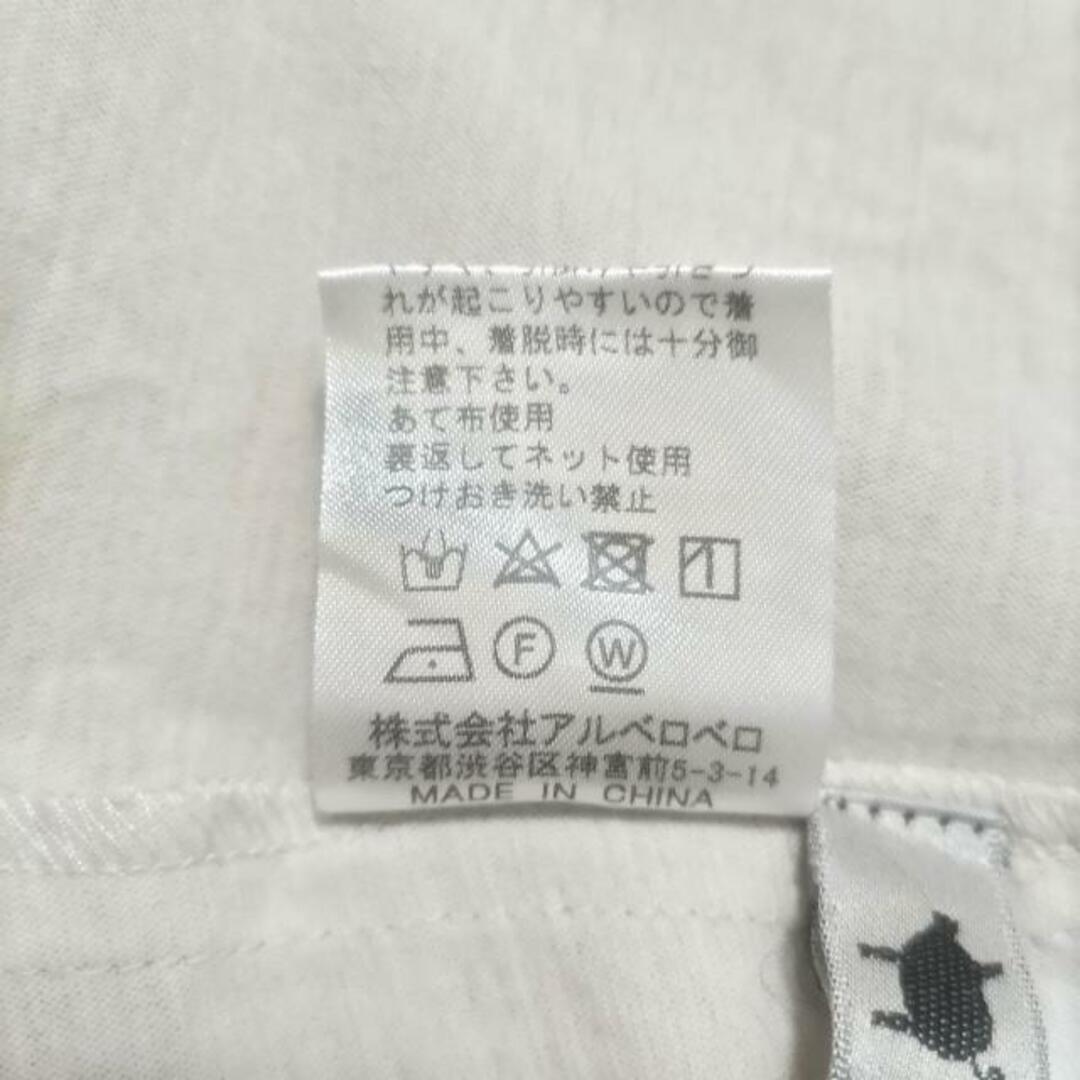 れが起こりやすいので着
用中、着脱時には十分御
注意下さい。
あて布使用
裏返してネット使用
つけおき洗い禁止
F W
株式会社アルベロベロ
東京都渋谷区神宮前5-3-14
MADE IN CHINA